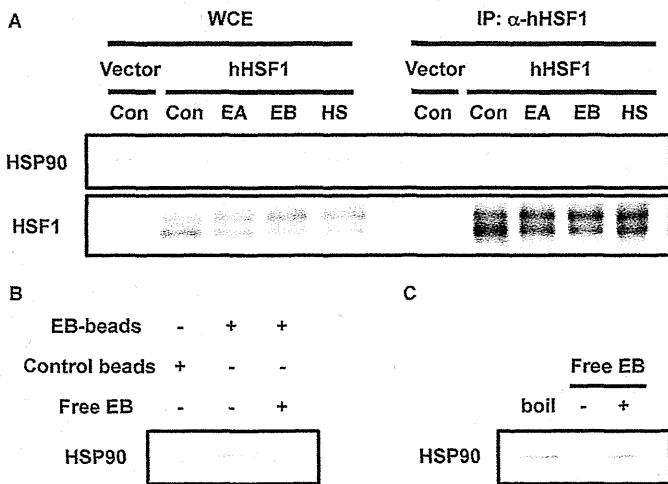 A
WCE IP: α-hHSF1
Vector hHSF1 Vector hHSF1
Con Con EA EB HS Con Con EA EB HS
HSP90
HSF1
B
EB-beads - + +
Control beads + - -
Free EB - - +
HSP90
C
Free EB
boil - +
HSP90